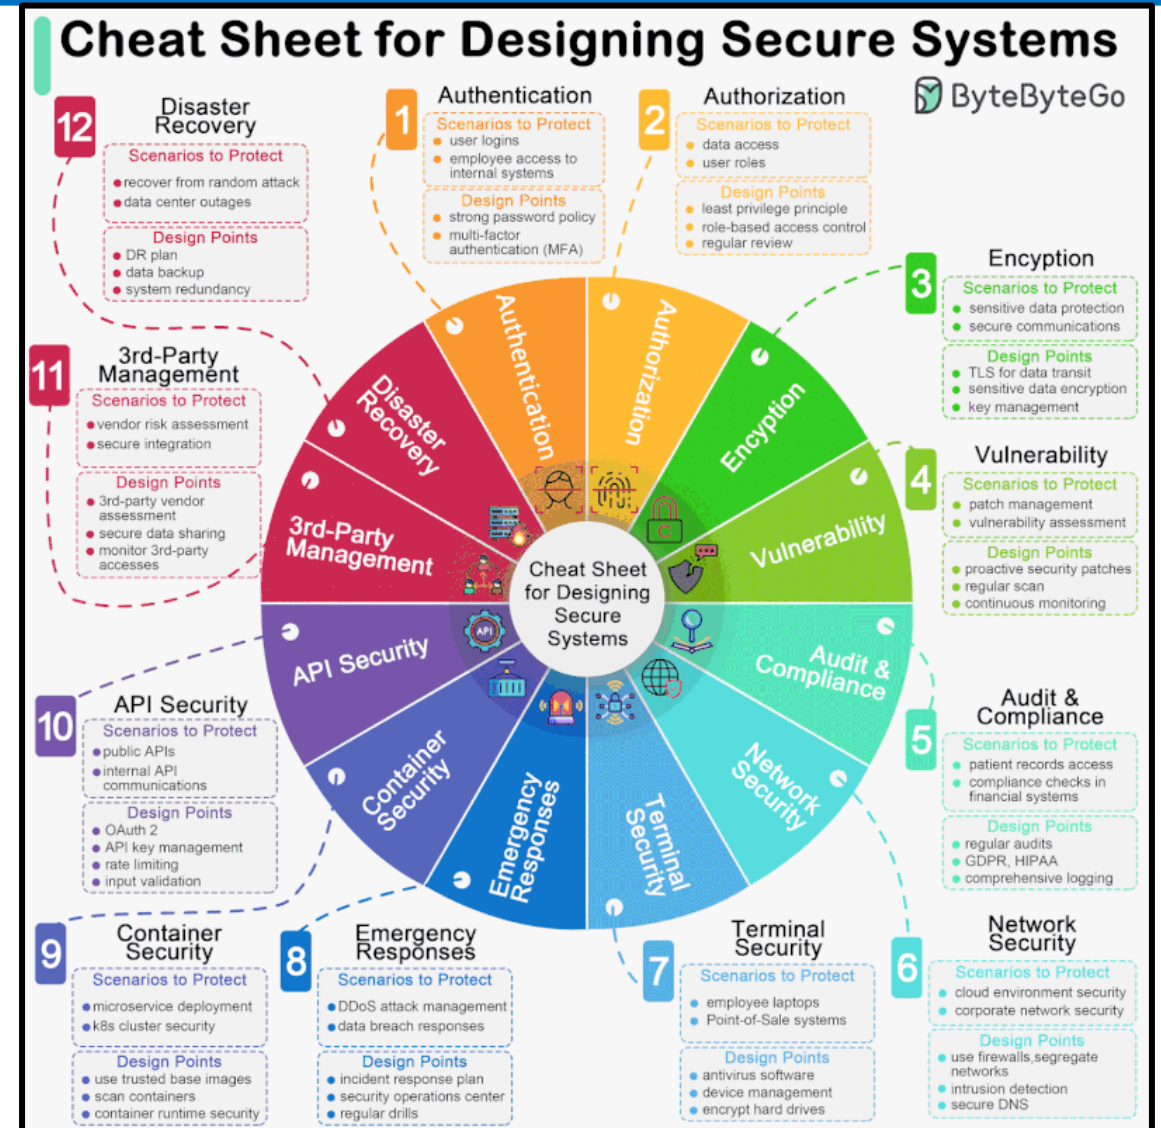 Cheat Sheet for Designing Secure Systems
ByteByteGo
1
Authentication
Scenarios to Protect
user logins
employee access to
internal systems
Design Points
strong password policy
multi-factor
authentication (MFA)
2
Authorization
Scenarios to Protect
data access
user roles
Design Points
least privilege principle
role-based access control
regular review
3
Encyption
Scenarios to Protect
sensitive data protection
secure communications
Design Points
TLS for data transit
sensitive data encryption
key management
4
Vulnerability
Scenarios to Protect
patch management
vulnerability assessment
Design Points
proactive security patches
regular scan
continuous monitoring
5
Audit &
Compliance
Scenarios to Protect
patient records access
compliance checks in
financial systems
Design Points
regular audits
GDPR, HIPAA
comprehensive logging
6
Network
Security
Scenarios to Protect
cloud environment security
corporate network security
Design Points
use firewalls,segregate
networks
intrusion detection
secure DNS
7
Terminal
Security
Scenarios to Protect
employee laptops
Point-of-Sale systems
Design Points
antivirus software
device management
encrypt hard drives
8
Emergency
Responses
Scenarios to Protect
DDoS attack management
data breach responses
Design Points
incident response plan
security operations center
regular drills
9
Container
Security
Scenarios to Protect
microservice deployment
k8s cluster security
Design Points
use trusted base images
scan containers
container runtime security
10
API Security
Scenarios to Protect
public APIs
internal API
communications
Design Points
OAuth 2
API key management
rate limiting
input validation
11
3rd-Party
Management
Scenarios to Protect
vendor risk assessment
secure integration
Design Points
3rd-party vendor
assessment
secure data sharing
monitor 3rd-party
accesses
12
Disaster
Recovery
Scenarios to Protect
recover from random attack
data center outages
Design Points
DR plan
data backup
system redundancy
Authentication
Authorization
Encyption
Vulnerability
Audit &
Compliance
Network
Security
Terminal
Security
Emergency
Responses
Container
Security
API Security
3rd-Party
Management
Disaster
Recovery
API
C
Cheat Sheet
for Designing
Secure
Systems